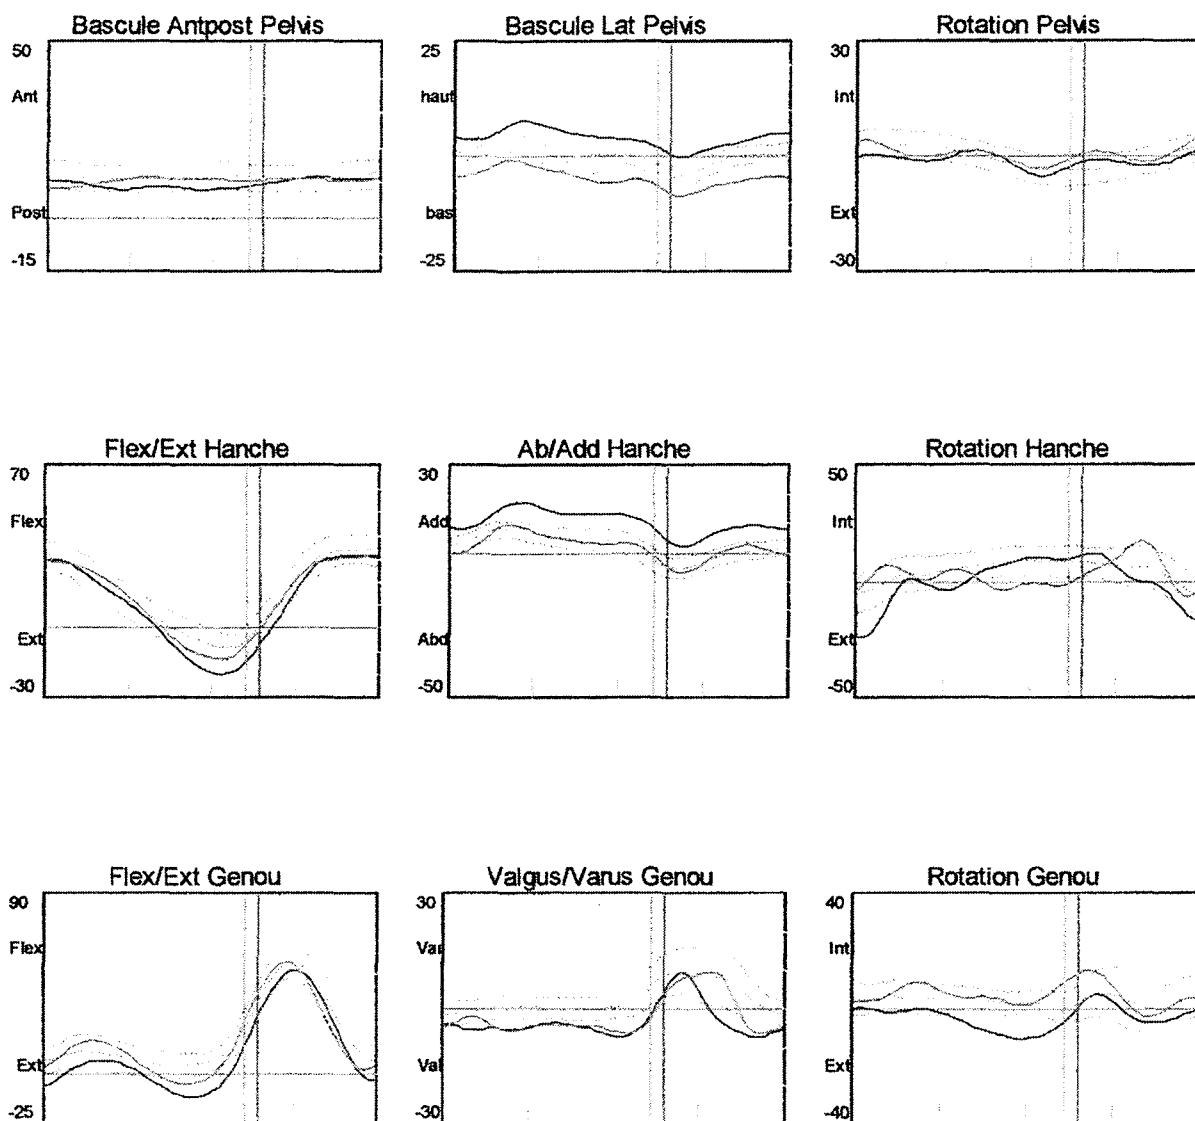 Bascule Antpost Pelvis
50
Ant
Post
-15
Bascule Lat Pelvis
25
haut
bas
-25
Rotation Pelvis
30
Int
Ext
-30
Flex/Ext Hanche
70
Flex
Ext
-30
Ab/Add Hanche
30
Add
Abd
-50
Rotation Hanche
50
Int
Ext
-50
Flex/Ext Genou
90
Flex
Ext
-25
Valgus/Varus Genou
30
Var
Val
-30
Rotation Genou
40
Int
Ext
-40